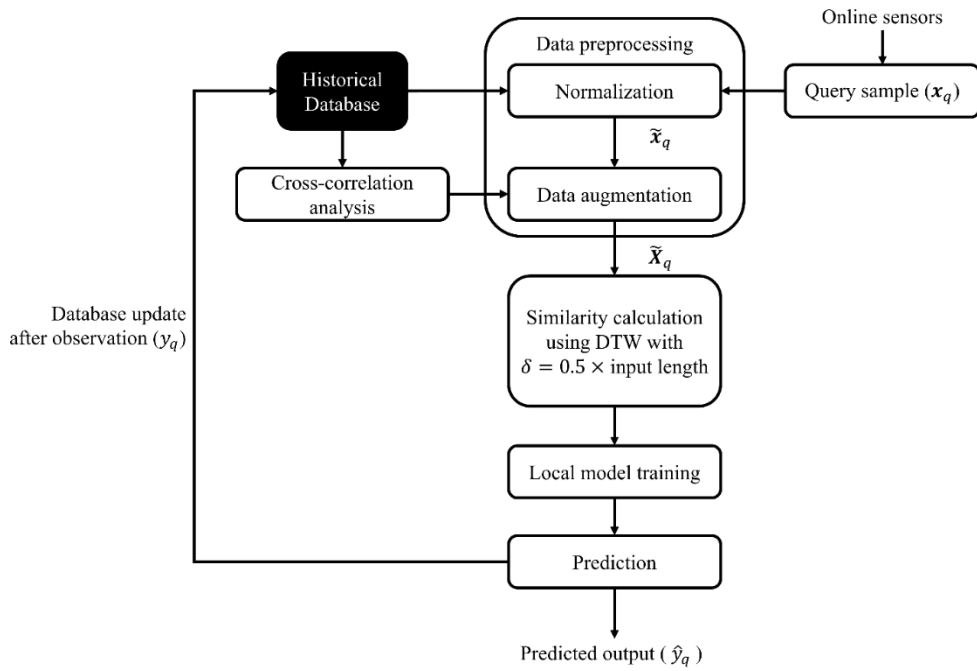 Online sensors
Data preprocessing
Historical
Database
Normalization
Query sample (𝒙_q)
x̃_q
Cross-correlation
analysis
Data augmentation
X̃_q
Similarity calculation
using DTW with
δ = 0.5 × input length
Database update
after observation (y_q)
Local model training
Prediction
Predicted output ( ŷ_q)